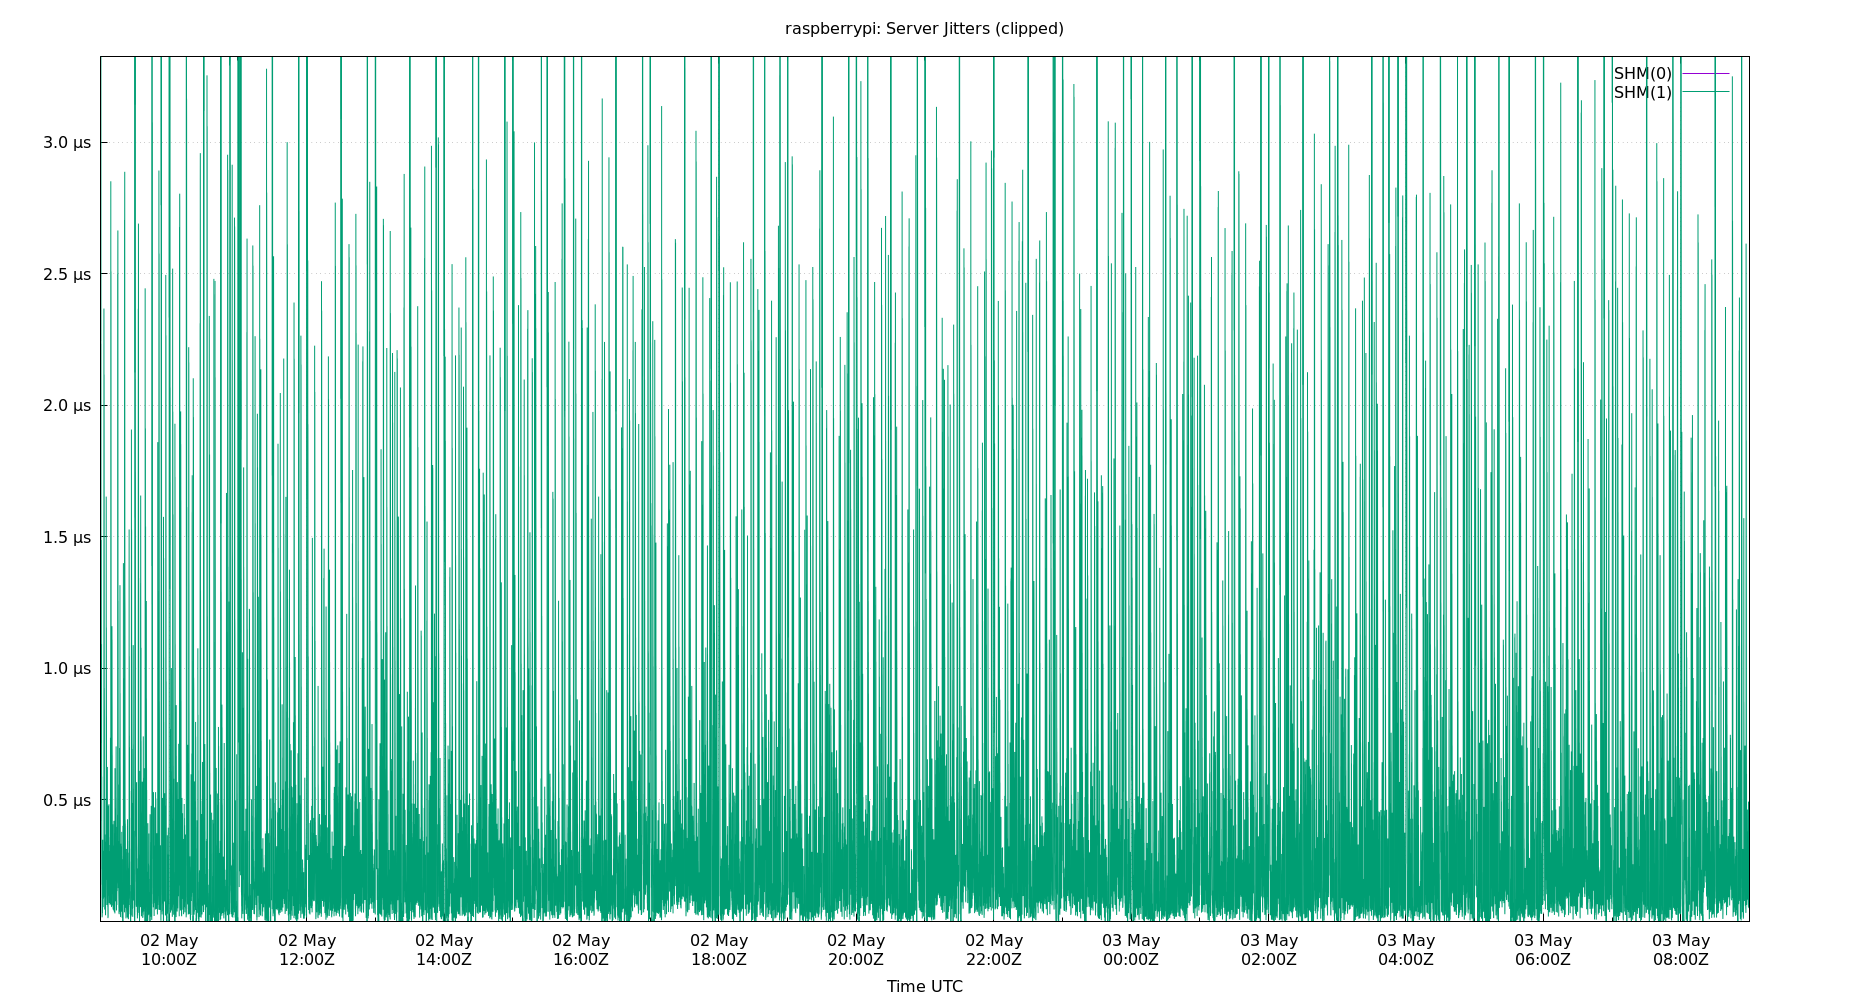 raspberrypi: Server Jitters (clipped)
SHM(0)
SHM(1)
3.0 µs
2.5 µs
2.0 µs
1.5 µs
1.0 µs
0.5 µs
02 May 10:00Z
02 May 12:00Z
02 May 14:00Z
02 May 16:00Z
02 May 18:00Z
02 May 20:00Z
02 May 22:00Z
03 May 00:00Z
03 May 02:00Z
03 May 04:00Z
03 May 06:00Z
03 May 08:00Z
Time UTC